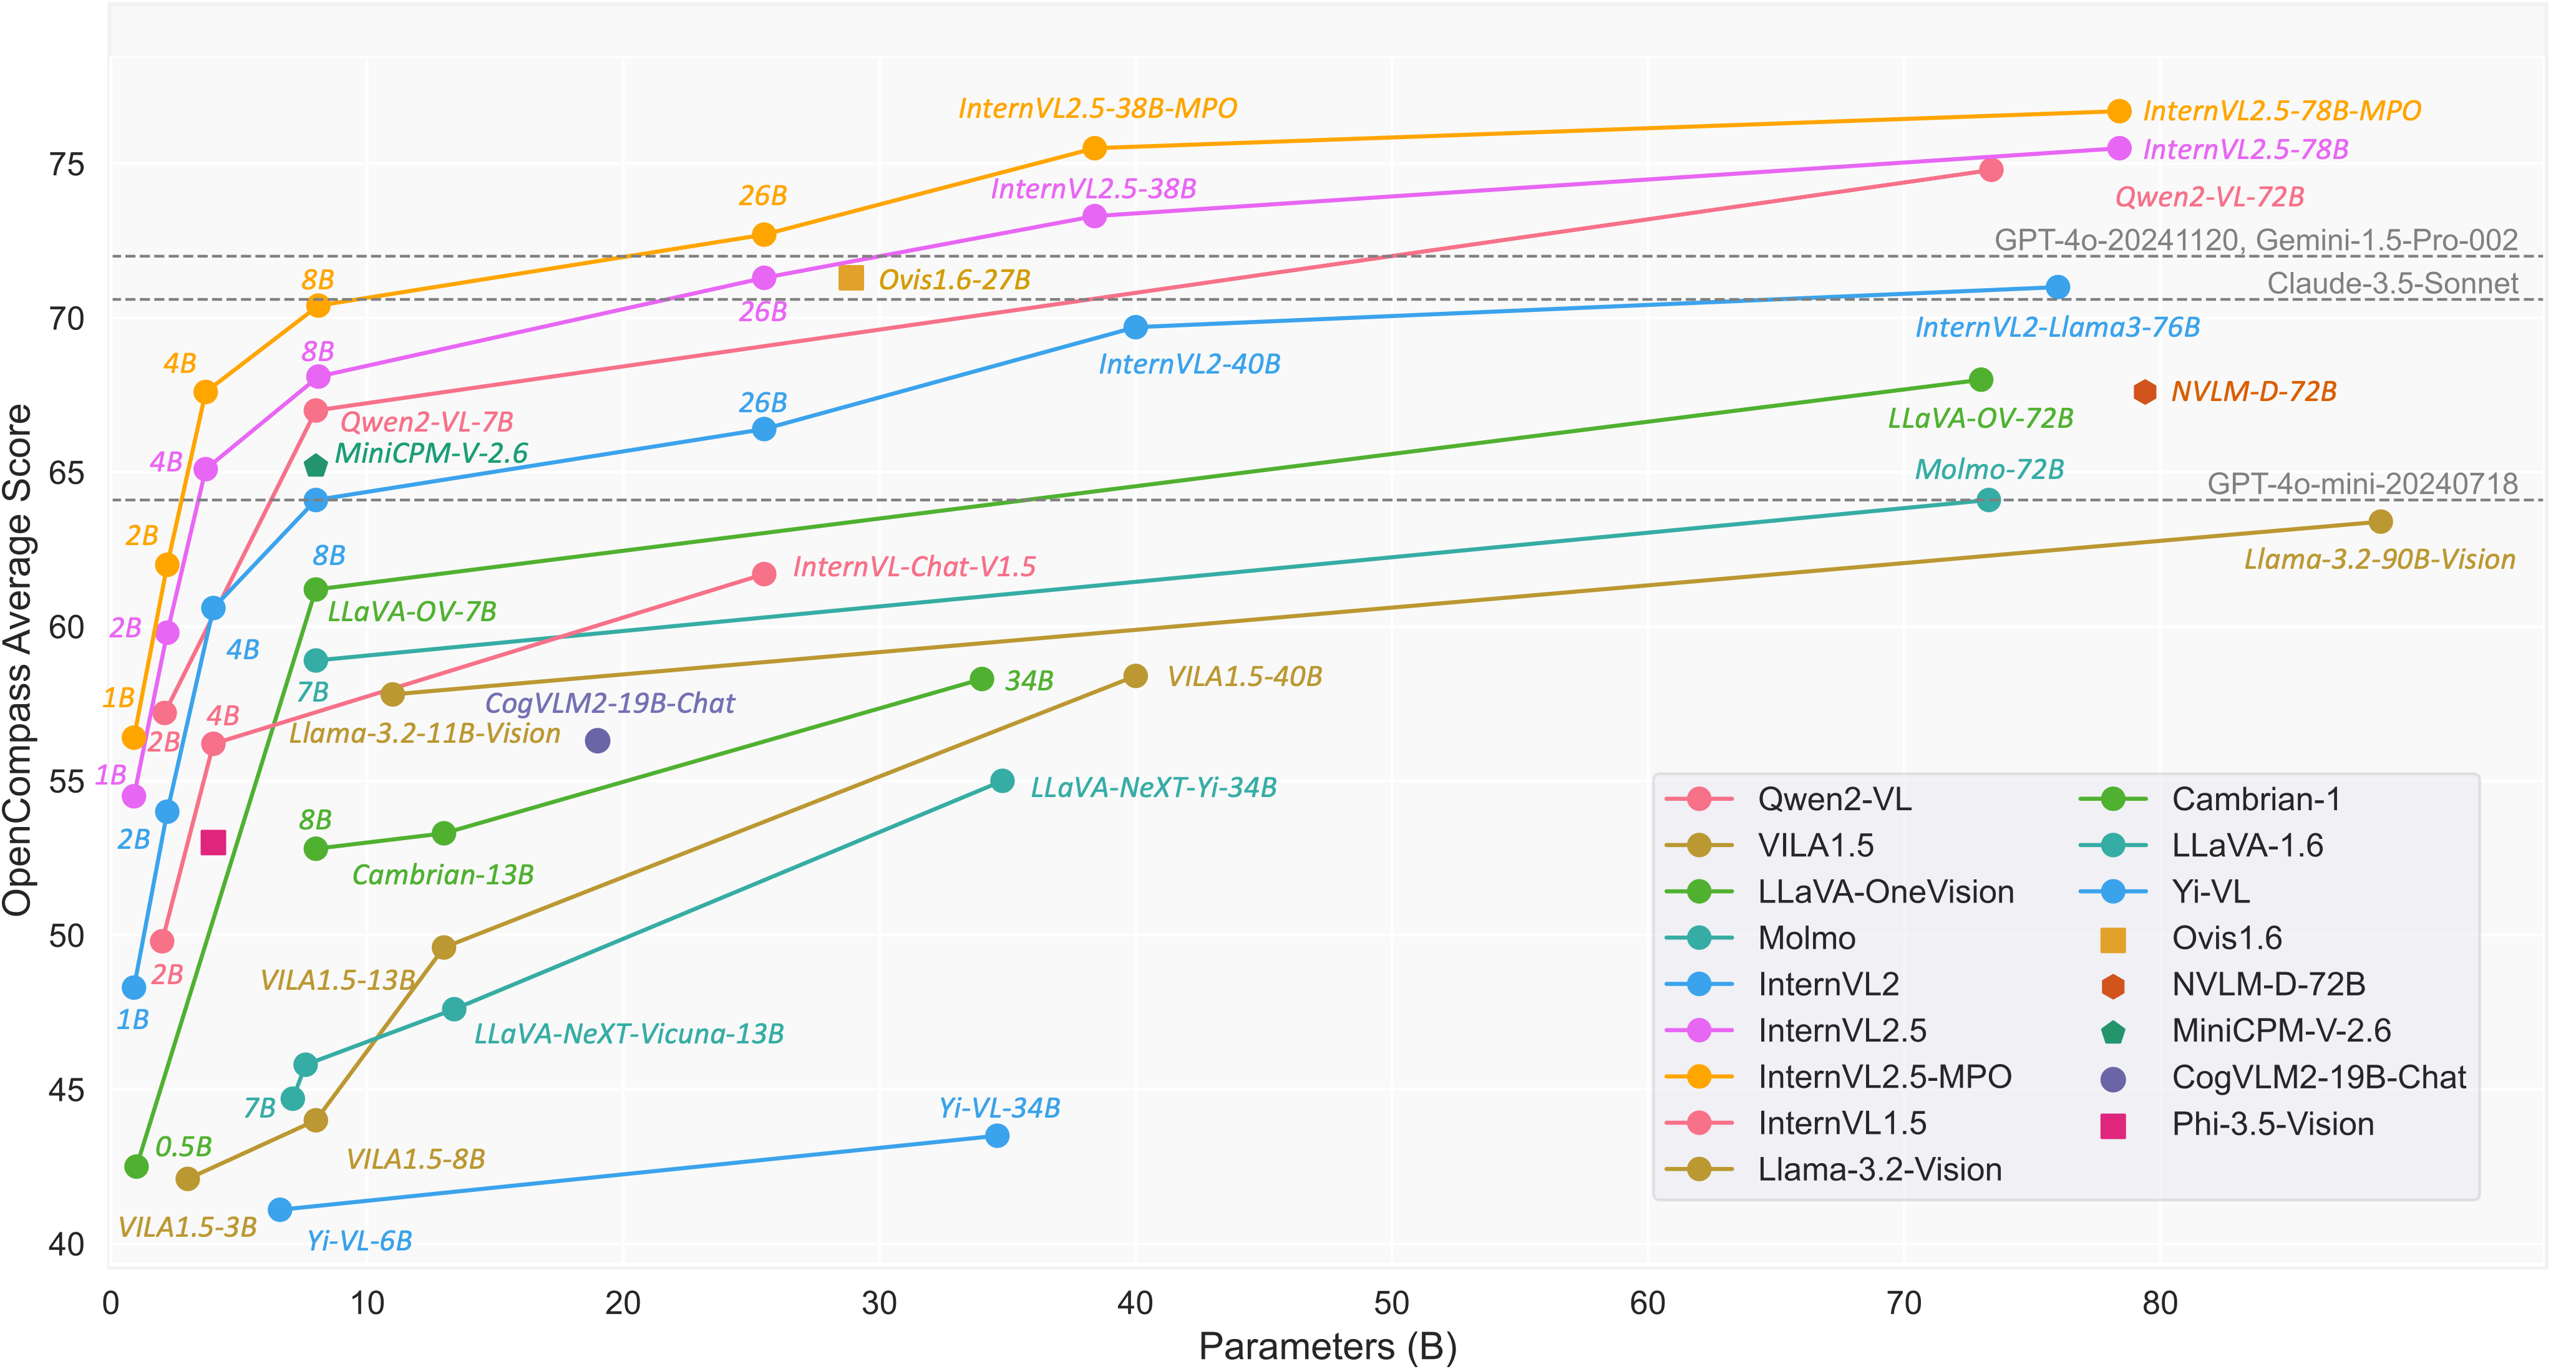 InternVL2.5-38B-MPO
InternVL2.5-78B-MPO
InternVL2.5-78B
75
26B
InternVL2.5-38B
Qwen2-VL-72B
GPT-4o-20241120, Gemini-1.5-Pro-002
8B
Ovis1.6-27B
Claude-3.5-Sonnet
26B
70
InternVL2-Llama3-76B
8B
4B
InternVL2-40B
NVLM-D-72B
26B
Qwen2-VL-7B
LLaVA-OV-72B
MiniCPM-V-2.6
4B
65
Molmo-72B
GPT-4o-mini-20240718
2B
8B
InternVL-Chat-V1.5
Llama-3.2-90B-Vision
LLaVA-OV-7B
2B
60
4B
VILA1.5-40B
34B
7B
1B
CogVLM2-19B-Chat
4B
Llama-3.2-11B-Vision
2B
1B
55
LLaVA-NeXT-Yi-34B
8B
2B
Cambrian-13B
50
2B
VILA1.5-13B
1B
LLaVA-NeXT-Vicuna-13B
45
7B
Yi-VL-34B
0.5B
VILA1.5-8B
VILA1.5-3B
Yi-VL-6B
40
OpenCompass Average Score
Qwen2-VL
VILA1.5
LLaVA-OneVision
Molmo
InternVL2
InternVL2.5
InternVL2.5-MPO
InternVL1.5
Llama-3.2-Vision
Cambrian-1
LLaVA-1.6
Yi-VL
Ovis1.6
NVLM-D-72B
MiniCPM-V-2.6
CogVLM2-19B-Chat
Phi-3.5-Vision
0 10 20 30 40 50 60 70 80
Parameters (B)